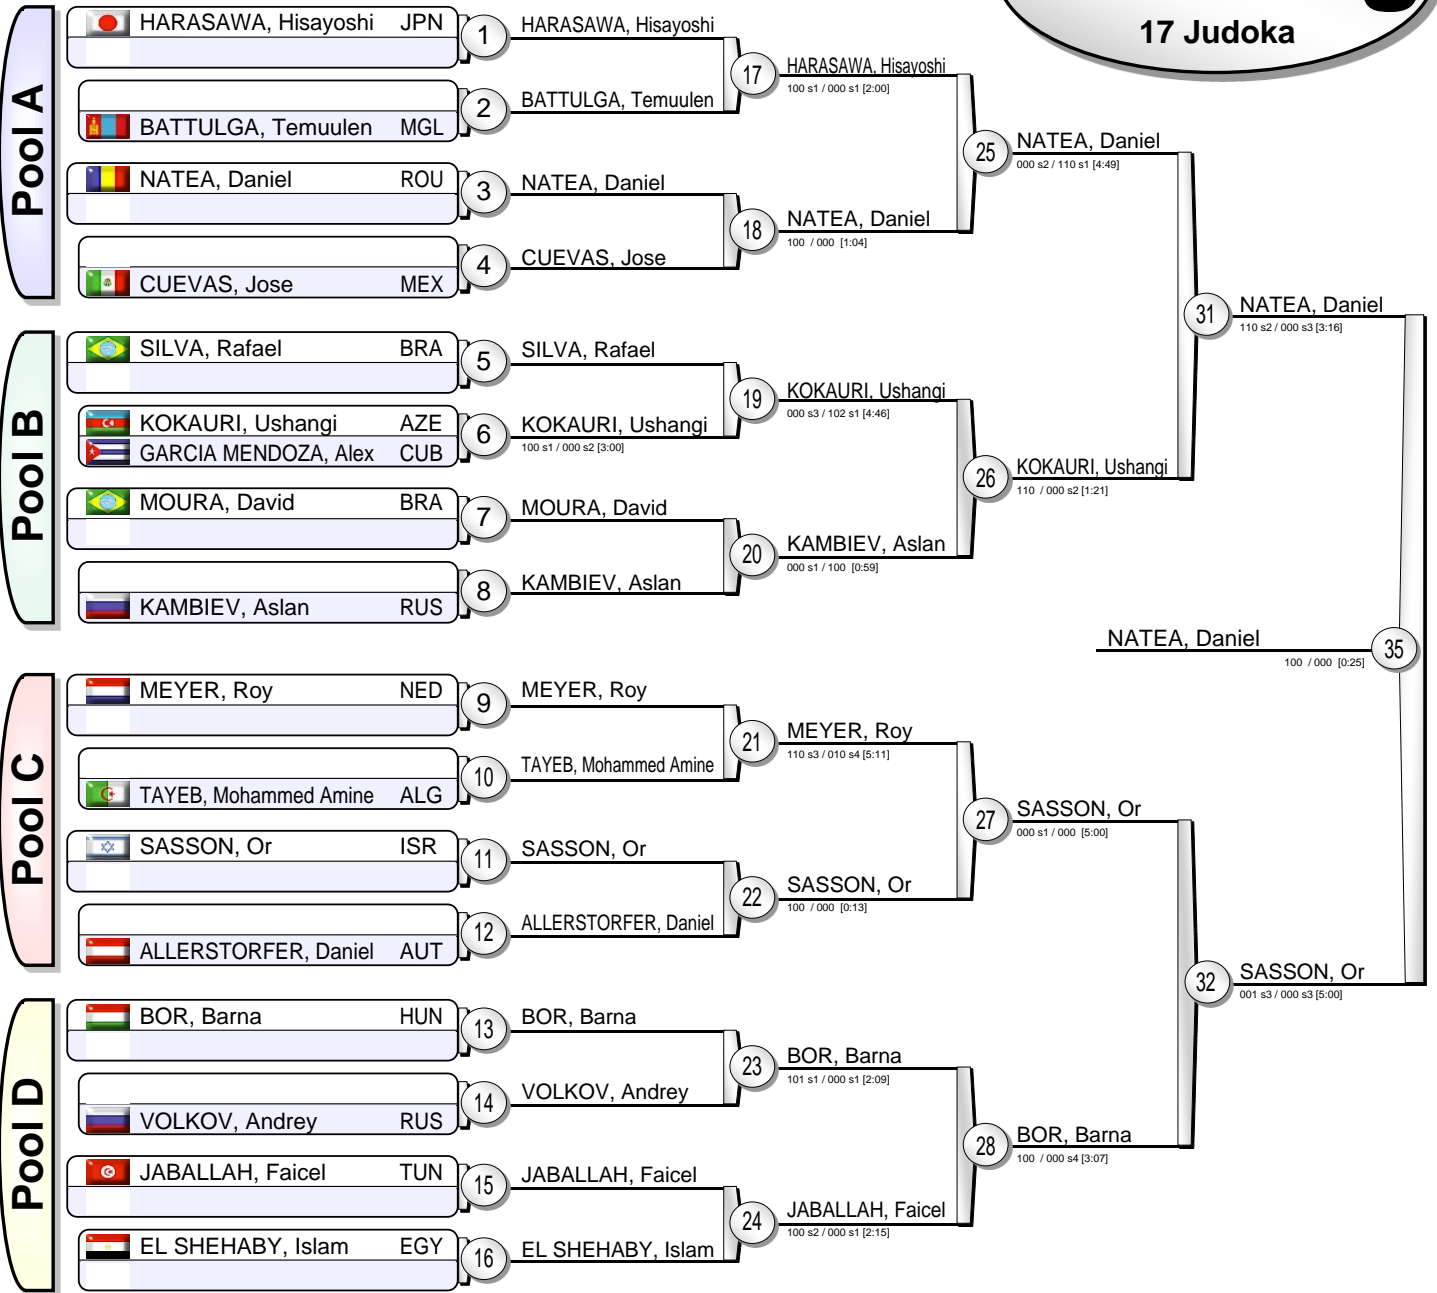 17 Judoka
Pool A
HARASAWA, Hisayoshi JPN
1
HARASAWA, Hisayoshi
2
BATTULGA, Temuulen
BATTULGA, Temuulen MGL
17
HARASAWA, Hisayoshi
100 s1 / 000 s1 [2:00]
NATEA, Daniel ROU
3
NATEA, Daniel
4
CUEVAS, Jose
CUEVAS, Jose MEX
18
NATEA, Daniel
100 / 000 [1:04]
25
NATEA, Daniel
000 s2 / 110 s1 [4:49]
Pool B
SILVA, Rafael BRA
5
SILVA, Rafael
KOKAURI, Ushangi AZE
GARCIA MENDOZA, Alex CUB
6
KOKAURI, Ushangi
100 s1 / 000 s2 [3:00]
19
KOKAURI, Ushangi
000 s3 / 102 s1 [4:46]
MOURA, David BRA
7
MOURA, David
8
KAMBIEV, Aslan
KAMBIEV, Aslan RUS
20
KAMBIEV, Aslan
000 s1 / 100 [0:59]
26
KOKAURI, Ushangi
110 / 000 s2 [1:21]
31
NATEA, Daniel
110 s2 / 000 s3 [3:16]
NATEA, Daniel
100 / 000 [0:25]
35
Pool C
MEYER, Roy NED
9
MEYER, Roy
10
TAYEB, Mohammed Amine
TAYEB, Mohammed Amine ALG
21
MEYER, Roy
110 s3 / 010 s4 [5:11]
SASSON, Or ISR
11
SASSON, Or
12
ALLERSTORFER, Daniel
ALLERSTORFER, Daniel AUT
22
SASSON, Or
100 / 000 [0:13]
27
SASSON, Or
000 s1 / 000 [5:00]
Pool D
BOR, Barna HUN
13
BOR, Barna
14
VOLKOV, Andrey
VOLKOV, Andrey RUS
23
BOR, Barna
101 s1 / 000 s1 [2:09]
JABALLAH, Faicel TUN
15
JABALLAH, Faicel
EL SHEHABY, Islam EGY
16
EL SHEHABY, Islam
24
JABALLAH, Faicel
100 s2 / 000 s1 [2:15]
28
BOR, Barna
100 / 000 s4 [3:07]
32
SASSON, Or
001 s3 / 000 s3 [5:00]